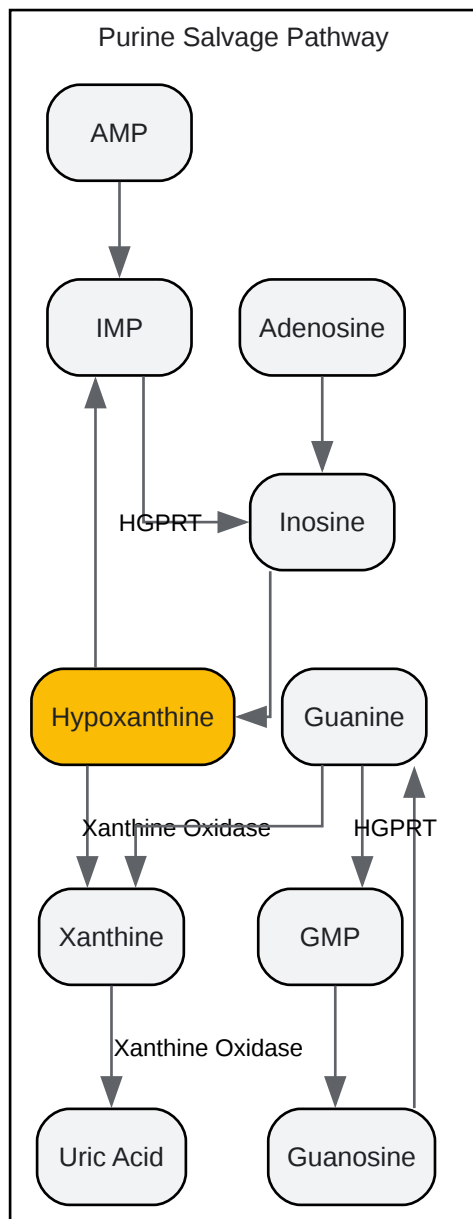 Purine Salvage Pathway
AMP
IMP
Adenosine
HGPRT
Inosine
Hypoxanthine
Guanine
Xanthine Oxidase
HGPRT
Xanthine
GMP
Xanthine Oxidase
Uric Acid
Guanosine